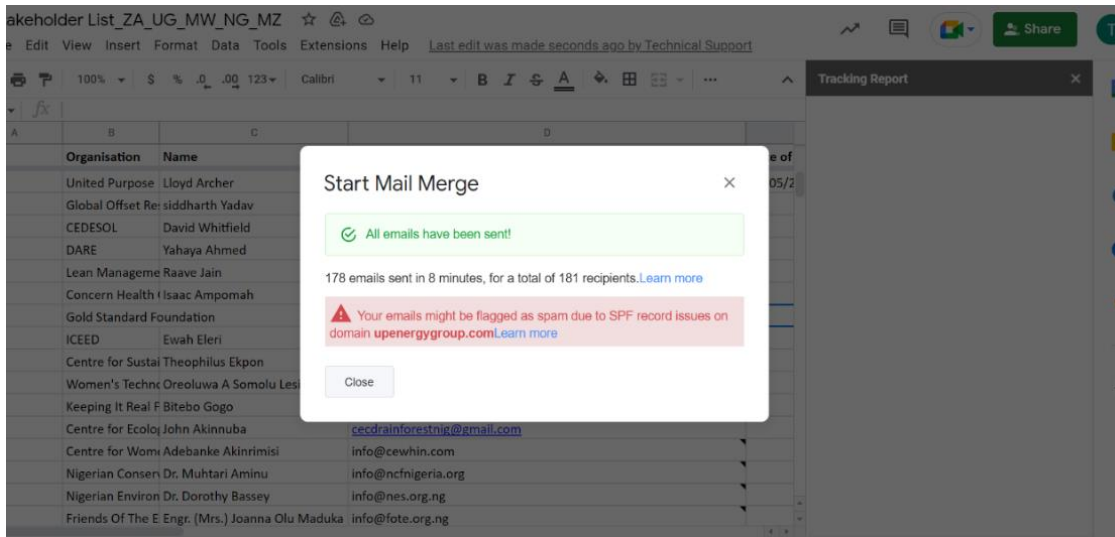 akeholder List_ZA_UG_MW_NG_MZ
e Edit View Insert Format Data Tools Extensions Help Last edit was made seconds ago by Technical Support
Share
T
100% $ % .0 .00 123 Calibri 11 B I S A ...
Tracking Report
fx
A B C D
Organisation Name e of
United Purpose Lloyd Archer 05/2
Global Offset Re siddharth Yadav
CEDESOL David Whitfield
DARE Yahaya Ahmed
Lean Manageme Raave Jain
Concern Health Isaac Ampomah
Gold Standard Foundation
ICEED Ewah Eleri
Centre for Sustai Theophilus Ekpon
Women's Techno Oreoluwa A Somolu Lesi
Keeping It Real F Bitebo Gogo
Centre for Ecolo John Akinnuba cecdrainforestnig@gmail.com
Centre for Wome Adebanke Akinrimisi info@cewhin.com
Nigerian Conserv Dr. Muhtari Aminu info@ncfnigeria.org
Nigerian Environ Dr. Dorothy Bassey info@nes.org.ng
Friends Of The E Engr. (Mrs.) Joanna Olu Maduka info@fote.org.ng
Start Mail Merge
All emails have been sent!
178 emails sent in 8 minutes, for a total of 181 recipients.Learn more
Your emails might be flagged as spam due to SPF record issues on
domain upenergygroup.comLearn more
Close